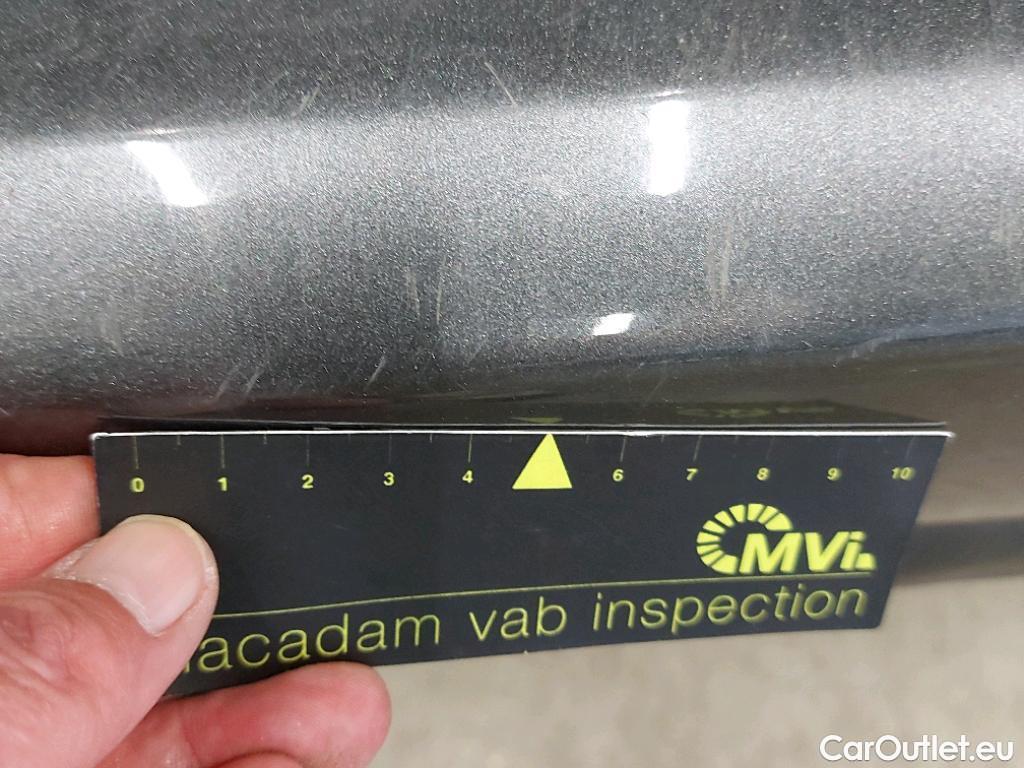 0 1 2 3 4 6 7 8 9 10
MVi
acadam vab inspection
CarOutlet.eu